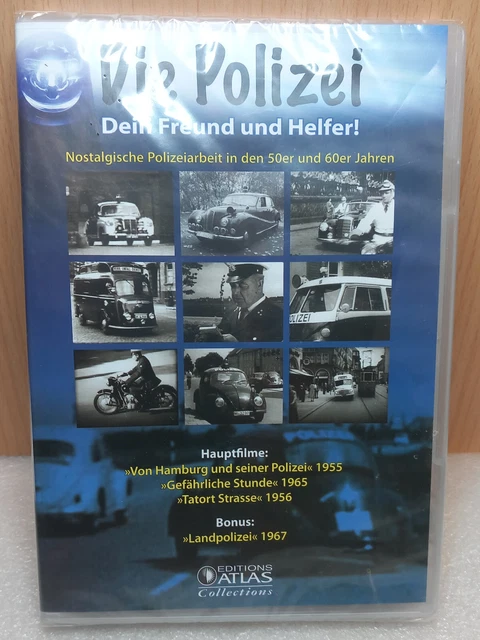 Die Polizei
Dein Freund und Helfer!
Nostalgische Polizeiarbeit in den 50er und 60er Jahren
OLIZEI
Hauptfilme:
»Von Hamburg und seiner Polizei« 1955
»Gefährliche Stunde« 1965
»Tatort Strasse« 1956
Bonus:
»Landpolizei« 1967
EDITIONS
ATLAS
Collections